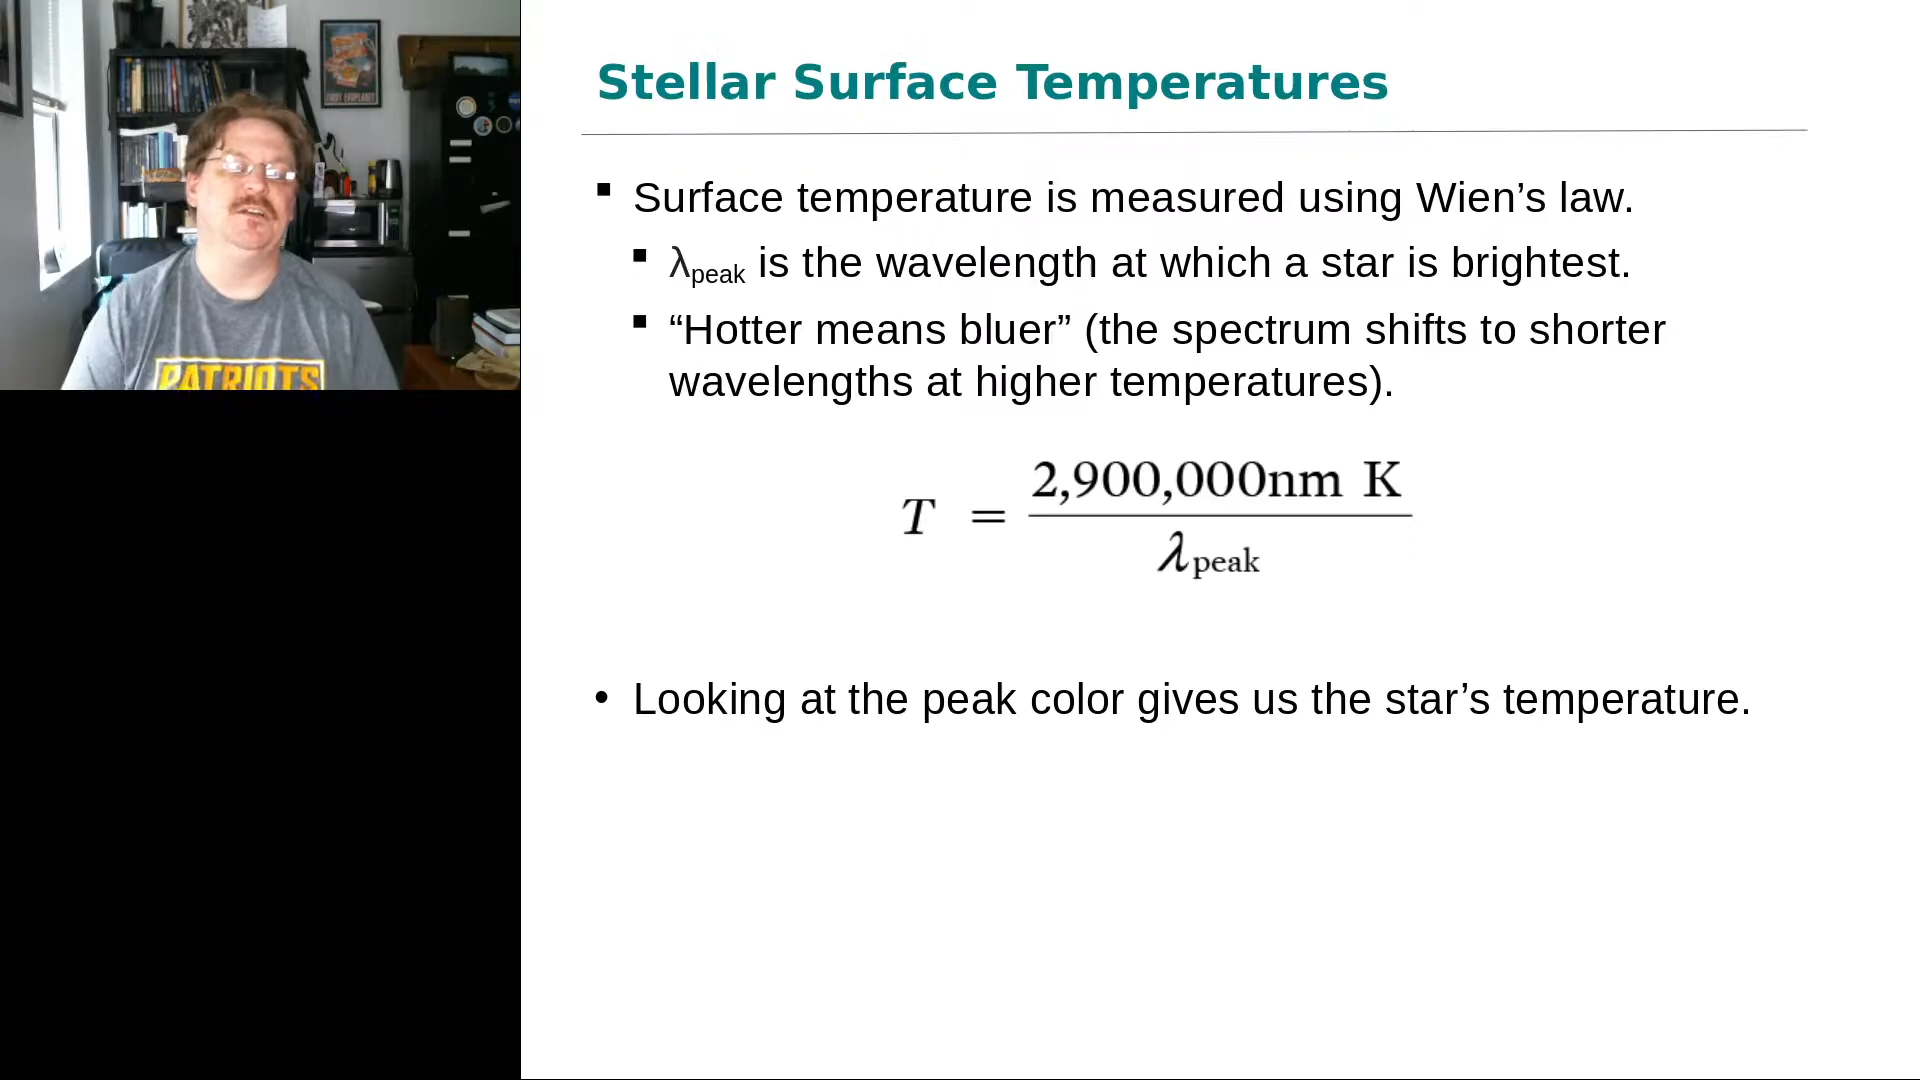 Stellar Surface Temperatures
▪ Surface temperature is measured using Wien’s law.
▪ λpeak is the wavelength at which a star is brightest.
▪ “Hotter means bluer” (the spectrum shifts to shorter
wavelengths at higher temperatures).
T = 2,900,000nm K
λpeak
• Looking at the peak color gives us the star’s temperature.
PATRIOTS